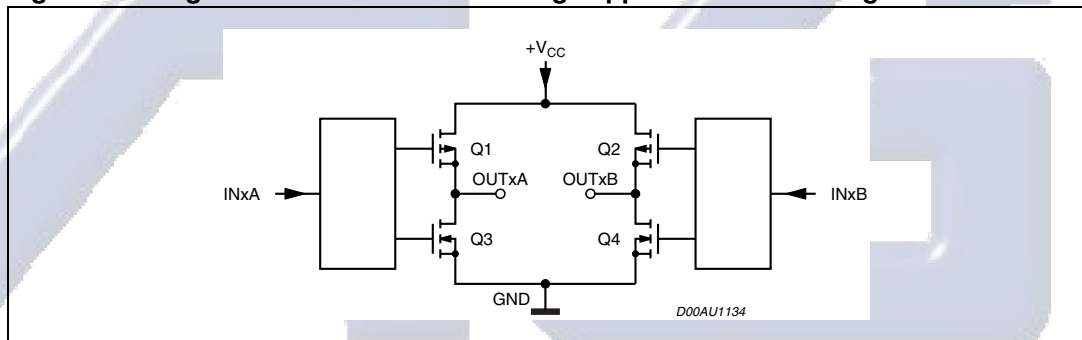 +VCC
Q1
Q2
OUTxA
OUTxB
INxA
INxB
Q3
Q4
GND
D00AU1134